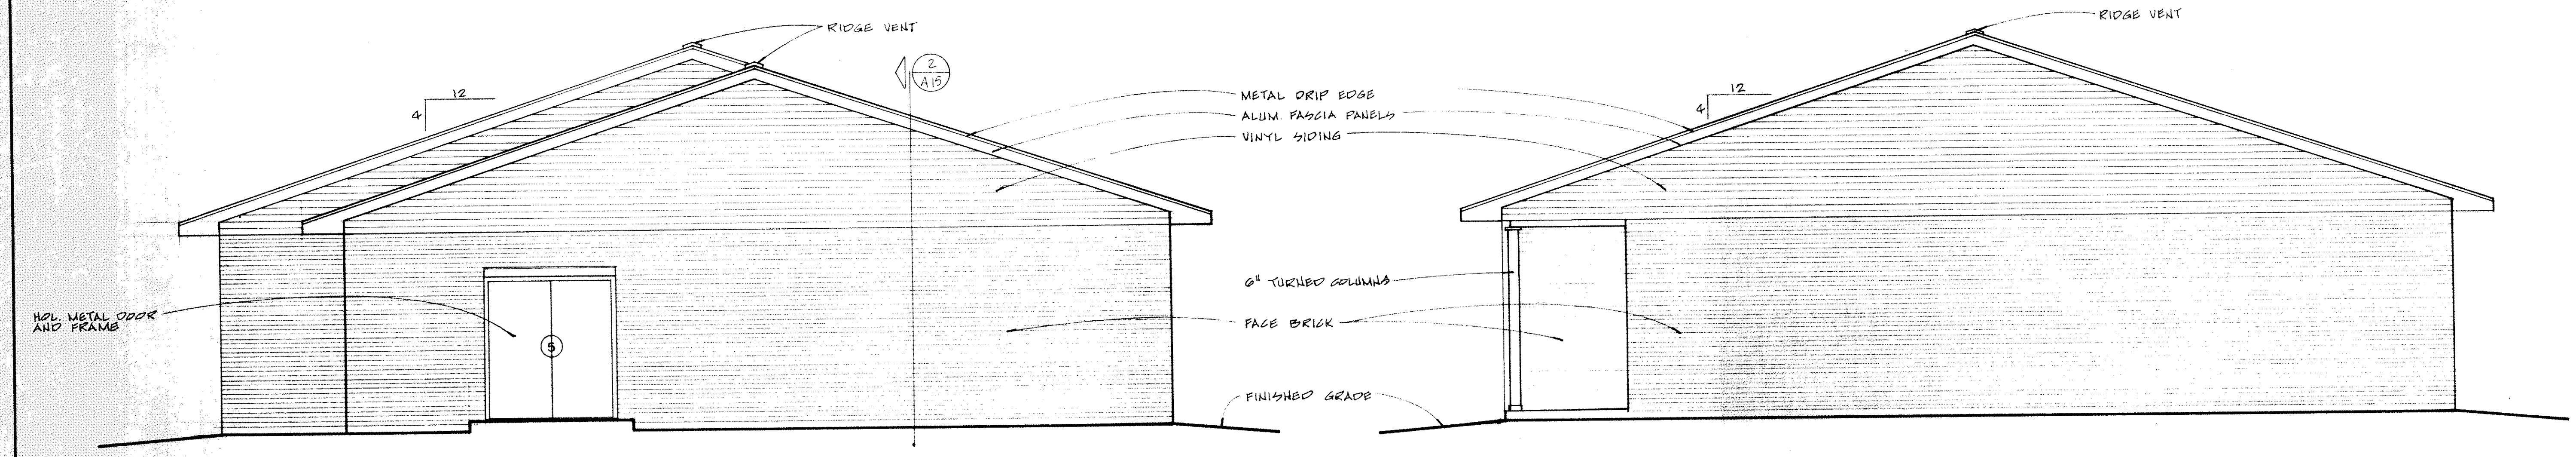 RIDGE VENT
2
A15
12
4
METAL DRIP EDGE
ALUM. FASCIA PANELS
VINYL SIDING
HOL. METAL DOOR
AND FRAME
5
6" TURNED COLUMNS
FACE BRICK
FINISHED GRADE
RIDGE VENT
12
4